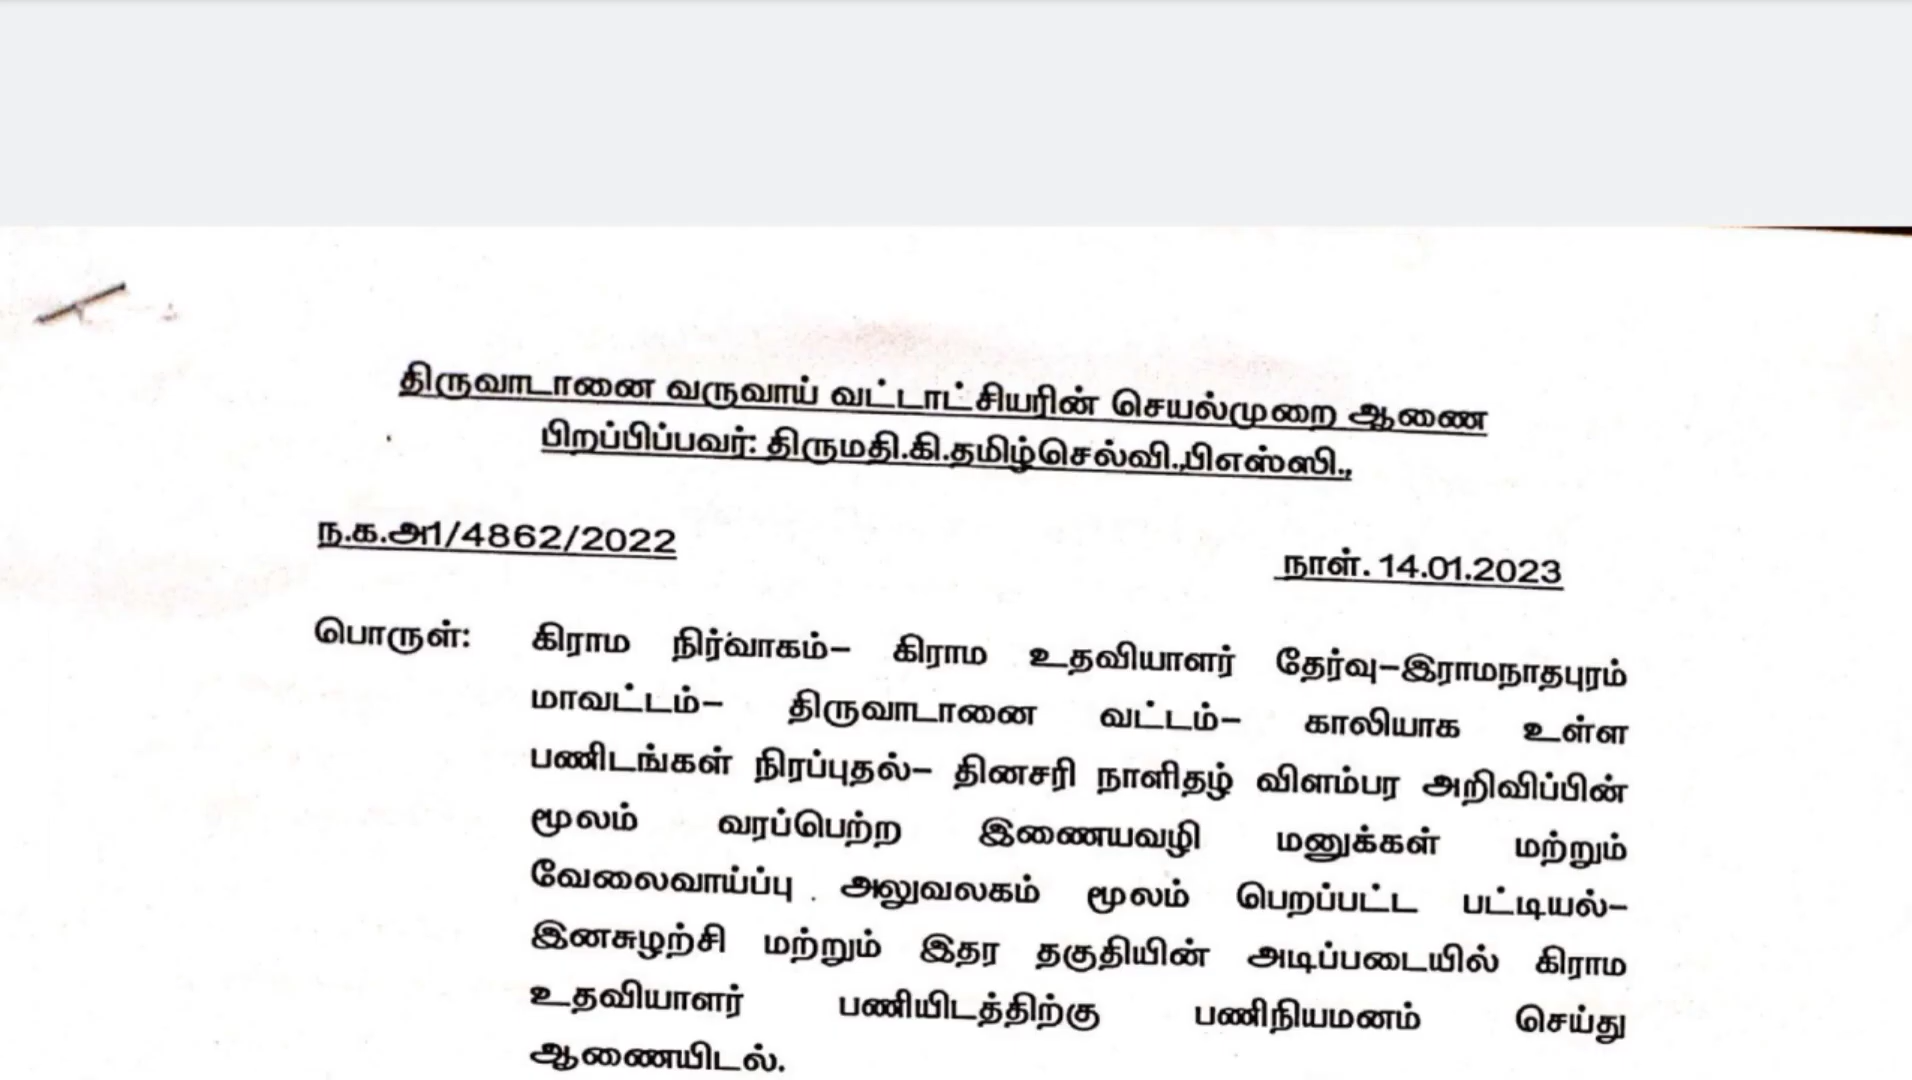 திருவாடானை வருவாய் வட்டாட்சியரின் செயல்முறை ஆணை
பிறப்பிப்பவர்: திருமதி.கி.தமிழ்செல்வி.,பிஎஸ்ஸி.,
ந.க.அ1/4862/2022
நாள். 14.01.2023
பொருள்: கிராம நிர்வாகம்– கிராம உதவியாளர் தேர்வு–இராமநாதபுரம்
மாவட்டம்– திருவாடானை வட்டம்– காலியாக உள்ள
பணிடங்கள் நிரப்புதல்– தினசரி நாளிதழ் விளம்பர அறிவிப்பின்
மூலம் வரப்பெற்ற இணையவழி மனுக்கள் மற்றும்
வேலைவாய்ப்பு அலுவலகம் மூலம் பெறப்பட்ட பட்டியல்–
இனசுழற்சி மற்றும் இதர தகுதியின் அடிப்படையில் கிராம
உதவியாளர் பணியிடத்திற்கு பணிநியமனம் செய்து
ஆணையிடல்.